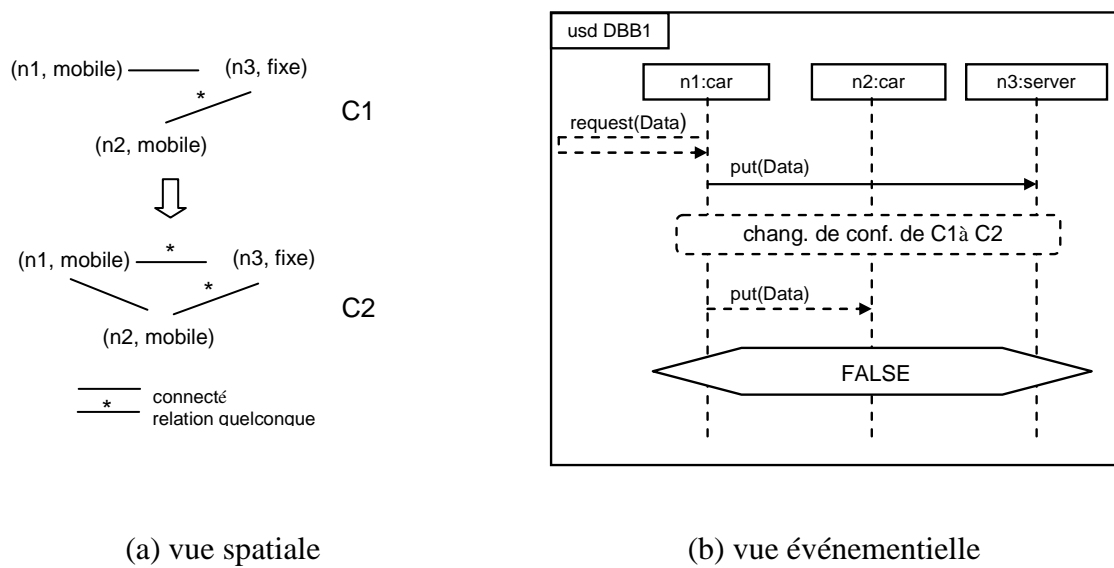 (n1, mobile)
(n3, fixe)
*
C1
(n2, mobile)
*
(n1, mobile)
(n3, fixe)
*
C2
(n2, mobile)
connecté
*
relation quelconque
(a) vue spatiale
usd DBB1
n1:car
n2:car
n3:server
request(Data)
put(Data)
chang. de conf. de C1à C2
put(Data)
FALSE
(b) vue événementielle